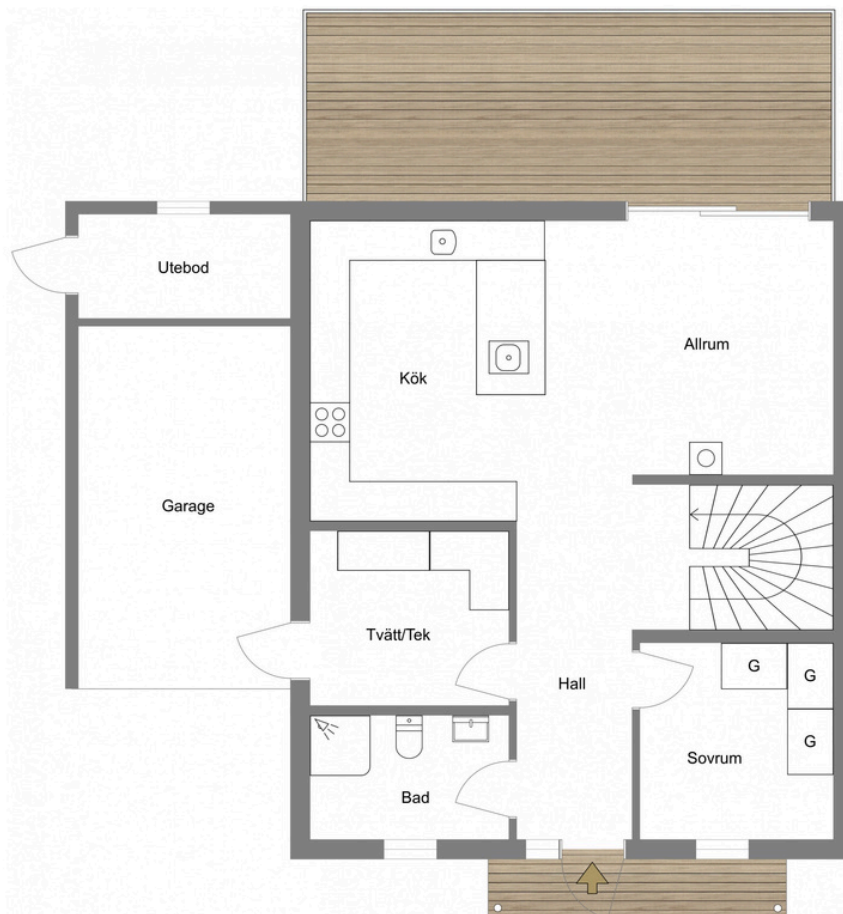 Utebod
Allrum
Kök
Garage
Tvätt/Tek
G
G
Hall
G
Sovrum
Bad